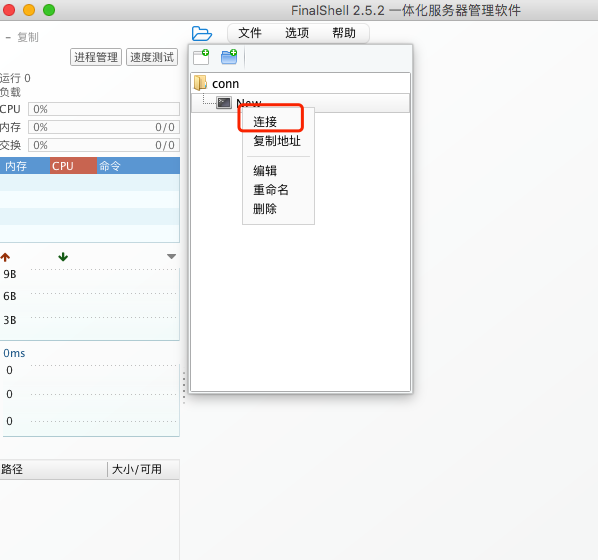 FinalShell 2.5.2 一体化服务器管理软件
- 复制
文件 选项 帮助
进程管理 速度测试
运行 0
负载
CPU 0%
内存 0% 0/0
交换 0% 0/0
内存 CPU 命令
conn
New
连接
复制地址
编辑
重命名
删除
9B
6B
3B
0ms
0
0
0
路径 大小/可用